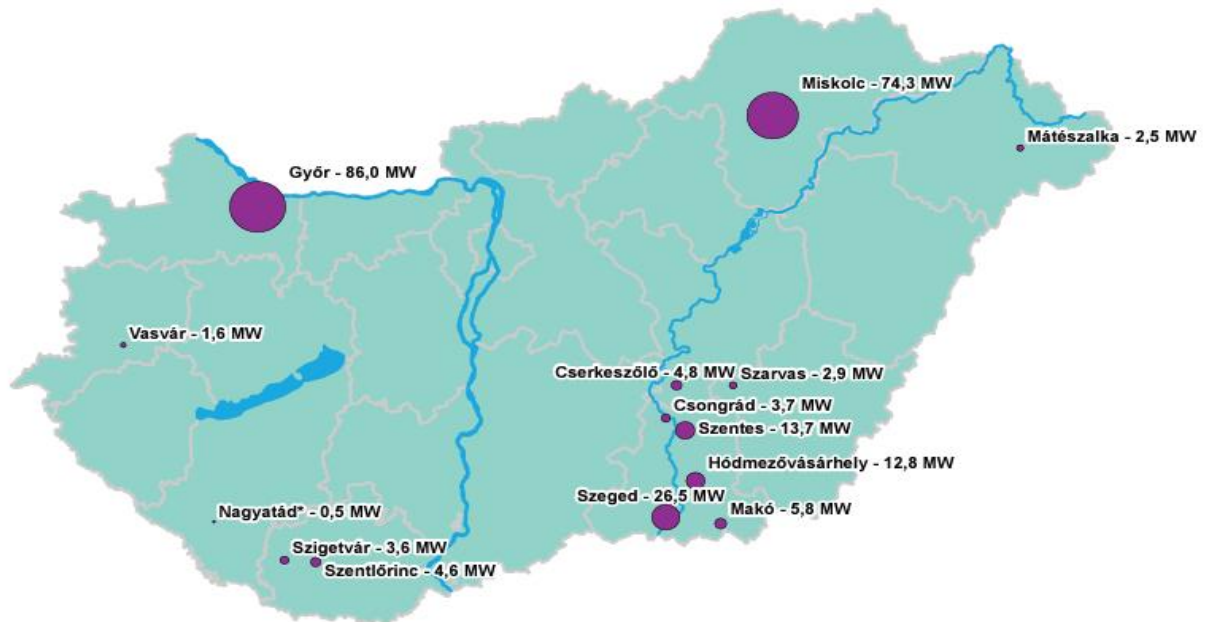 Miskolc - 74,3 MW
Mátészalka - 2,5 MW
Győr - 86,0 MW
Vasvár - 1,6 MW
Cserkeszőlő - 4,8 MW
Szarvas - 2,9 MW
Csongrád - 3,7 MW
Szentes - 13,7 MW
Hódmezővásárhely - 12,8 MW
Szeged - 26,5 MW
Makó - 5,8 MW
Nagyatád* - 0,5 MW
Szigetvár - 3,6 MW
Szentlőrinc - 4,6 MW